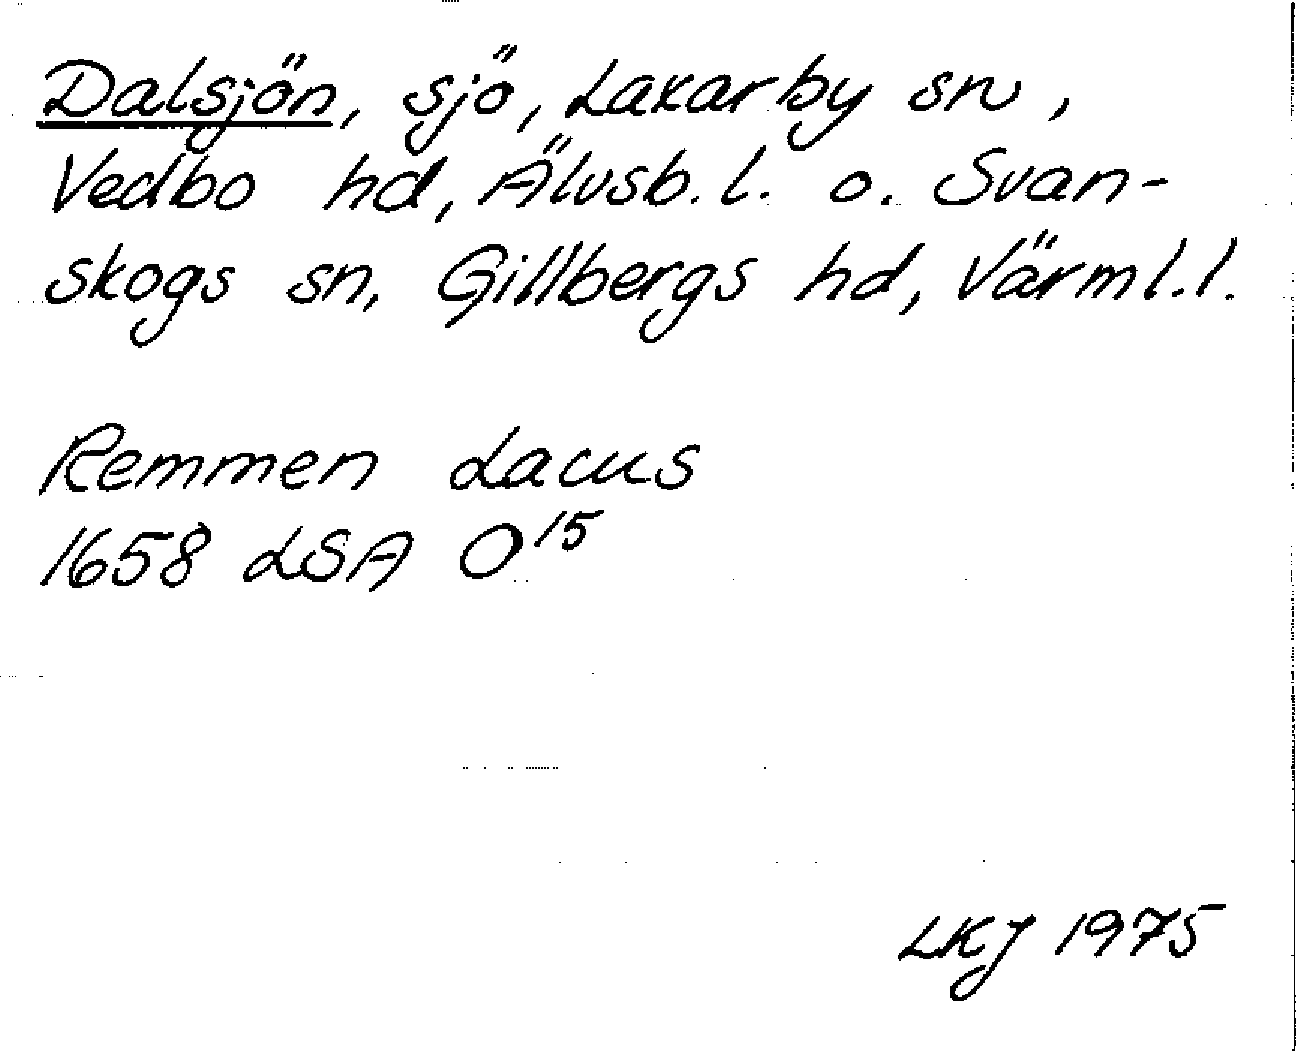 Dalsjön, sjö, Laxarby sn,
Vedbo hd, Älvsb. l. o. Svan-
skogs sn, Gillbergs hd, Värml. l.
Remmen Lacus
1658 LSA O¹⁵
LKJ 1975